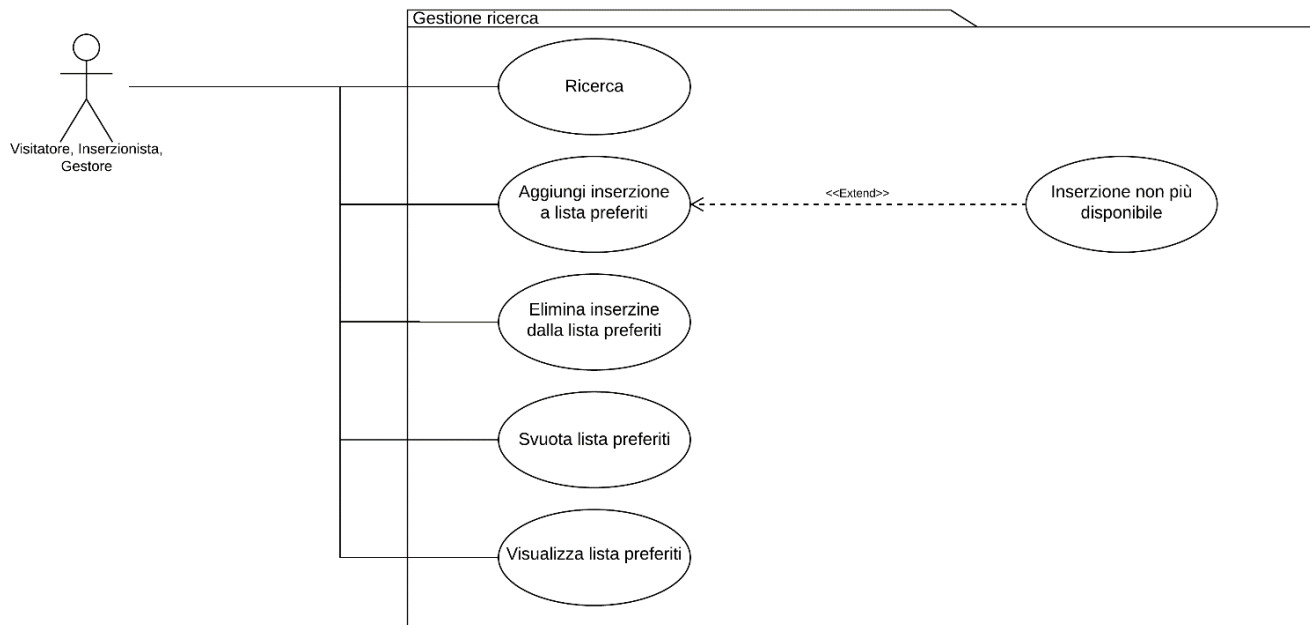 Gestione ricerca
Ricerca
Visitatore, Inserzionista,
Gestore
Aggiungi inserzione
a lista preferiti
<<Extend>>
Inserzione non più
disponibile
Elimina inserzine
dalla lista preferiti
Svuota lista preferiti
Visualizza lista preferiti